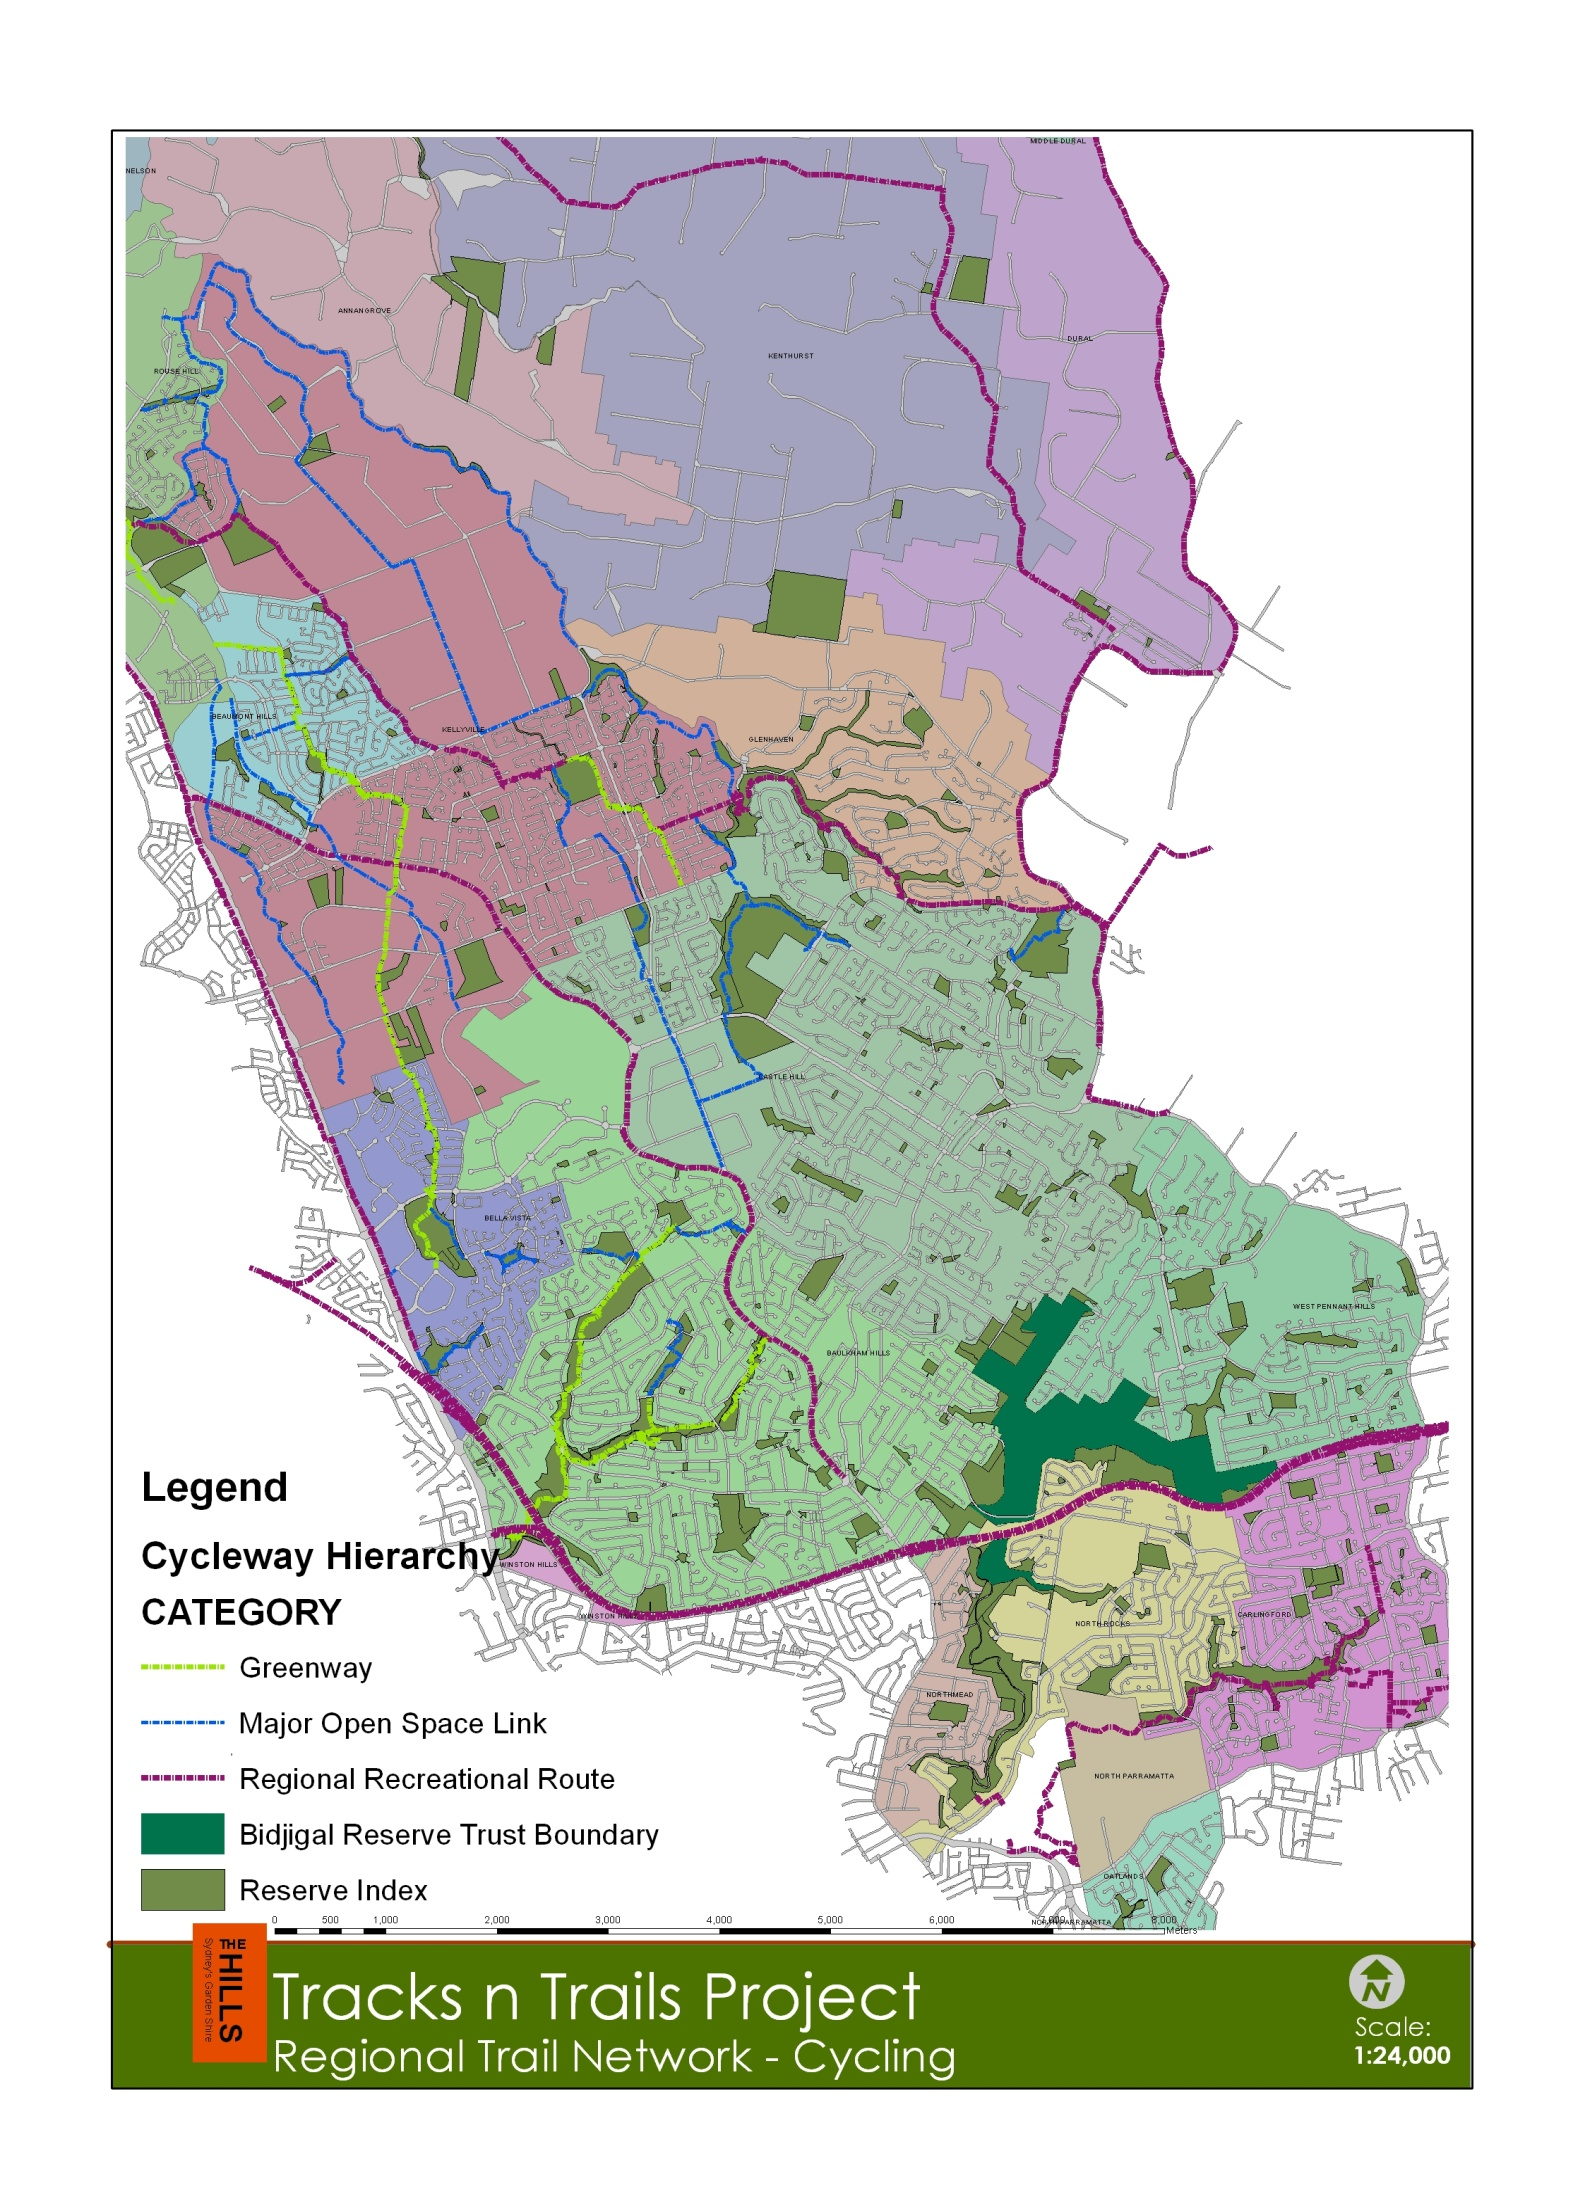 MIDDLE DURAL
NELSON
ANNANGROVE
DURAL
KENTHURST
ROUSE HILL
BEAUMONT HILLS
KELLYVILLE
GLENHAVEN
CASTLE HILL
BELLA VISTA
WEST PENNANT HILLS
BAULKHAM HILLS
WINSTON HILLS
WINSTON HILLS
CARLINGFORD
NORTH ROCKS
NORTHMEAD
NORTH PARRAMATTA
OATLANDS
NORTH PARRAMATTA
Legend
Cycleway Hierarchy
CATEGORY
Greenway
Major Open Space Link
Regional Recreational Route
Bidjigal Reserve Trust Boundary
Reserve Index
0 500 1,000 2,000 3,000 4,000 5,000 6,000 7,000 8,000
Meters
THE
HILLS
Sydney's Garden Shire
Tracks n Trails Project
Regional Trail Network - Cycling
N
Scale:
1:24,000